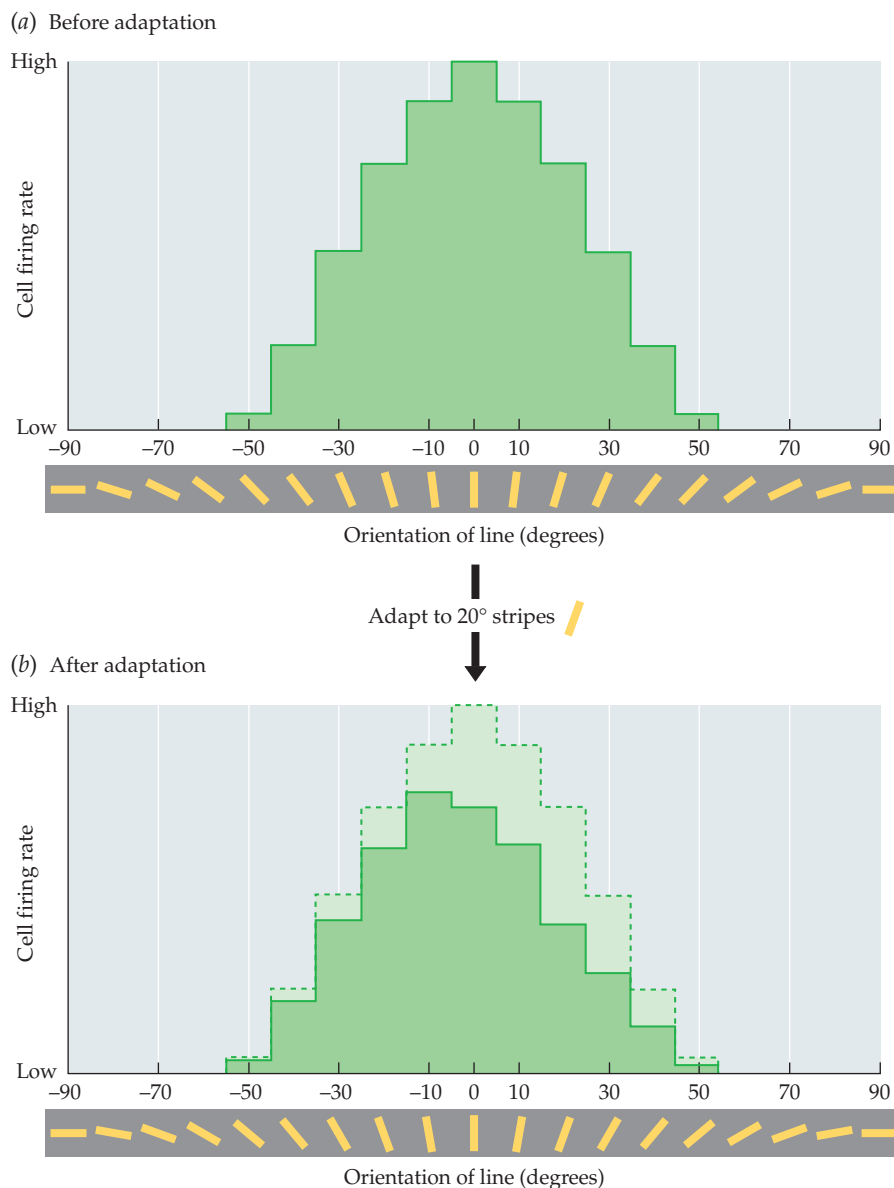 (a) Before adaptation
High
Cell firing rate
Low
–90 –70 –50 –30 –10 0 10 30 50 70 90
Orientation of line (degrees)
Adapt to 20° stripes
(b) After adaptation
High
Cell firing rate
Low
–90 –70 –50 –30 –10 0 10 30 50 70 90
Orientation of line (degrees)